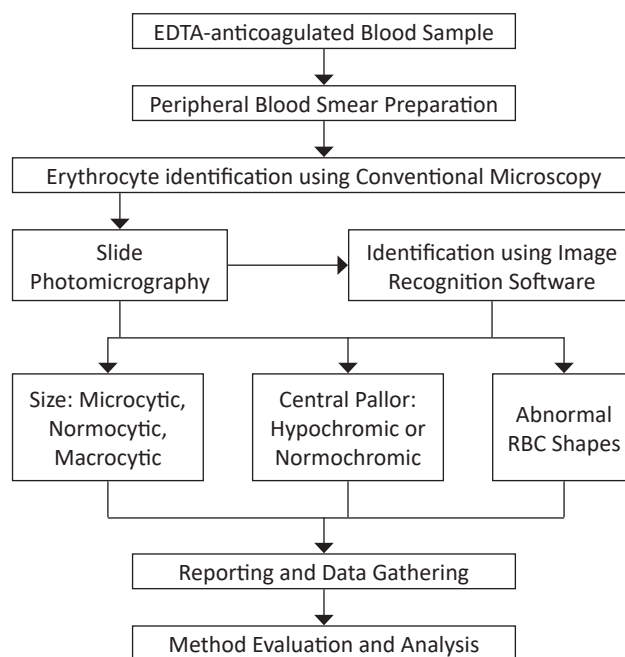 EDTA-anticoagulated Blood Sample
Peripheral Blood Smear Preparation
Erythrocyte identification using Conventional Microscopy
Slide
Photomicrography
Identification using Image
Recognition Software
Size: Microcytic,
Normocytic,
Macrocytic
Central Pallor:
Hypochromic or
Normochromic
Abnormal
RBC Shapes
Reporting and Data Gathering
Method Evaluation and Analysis